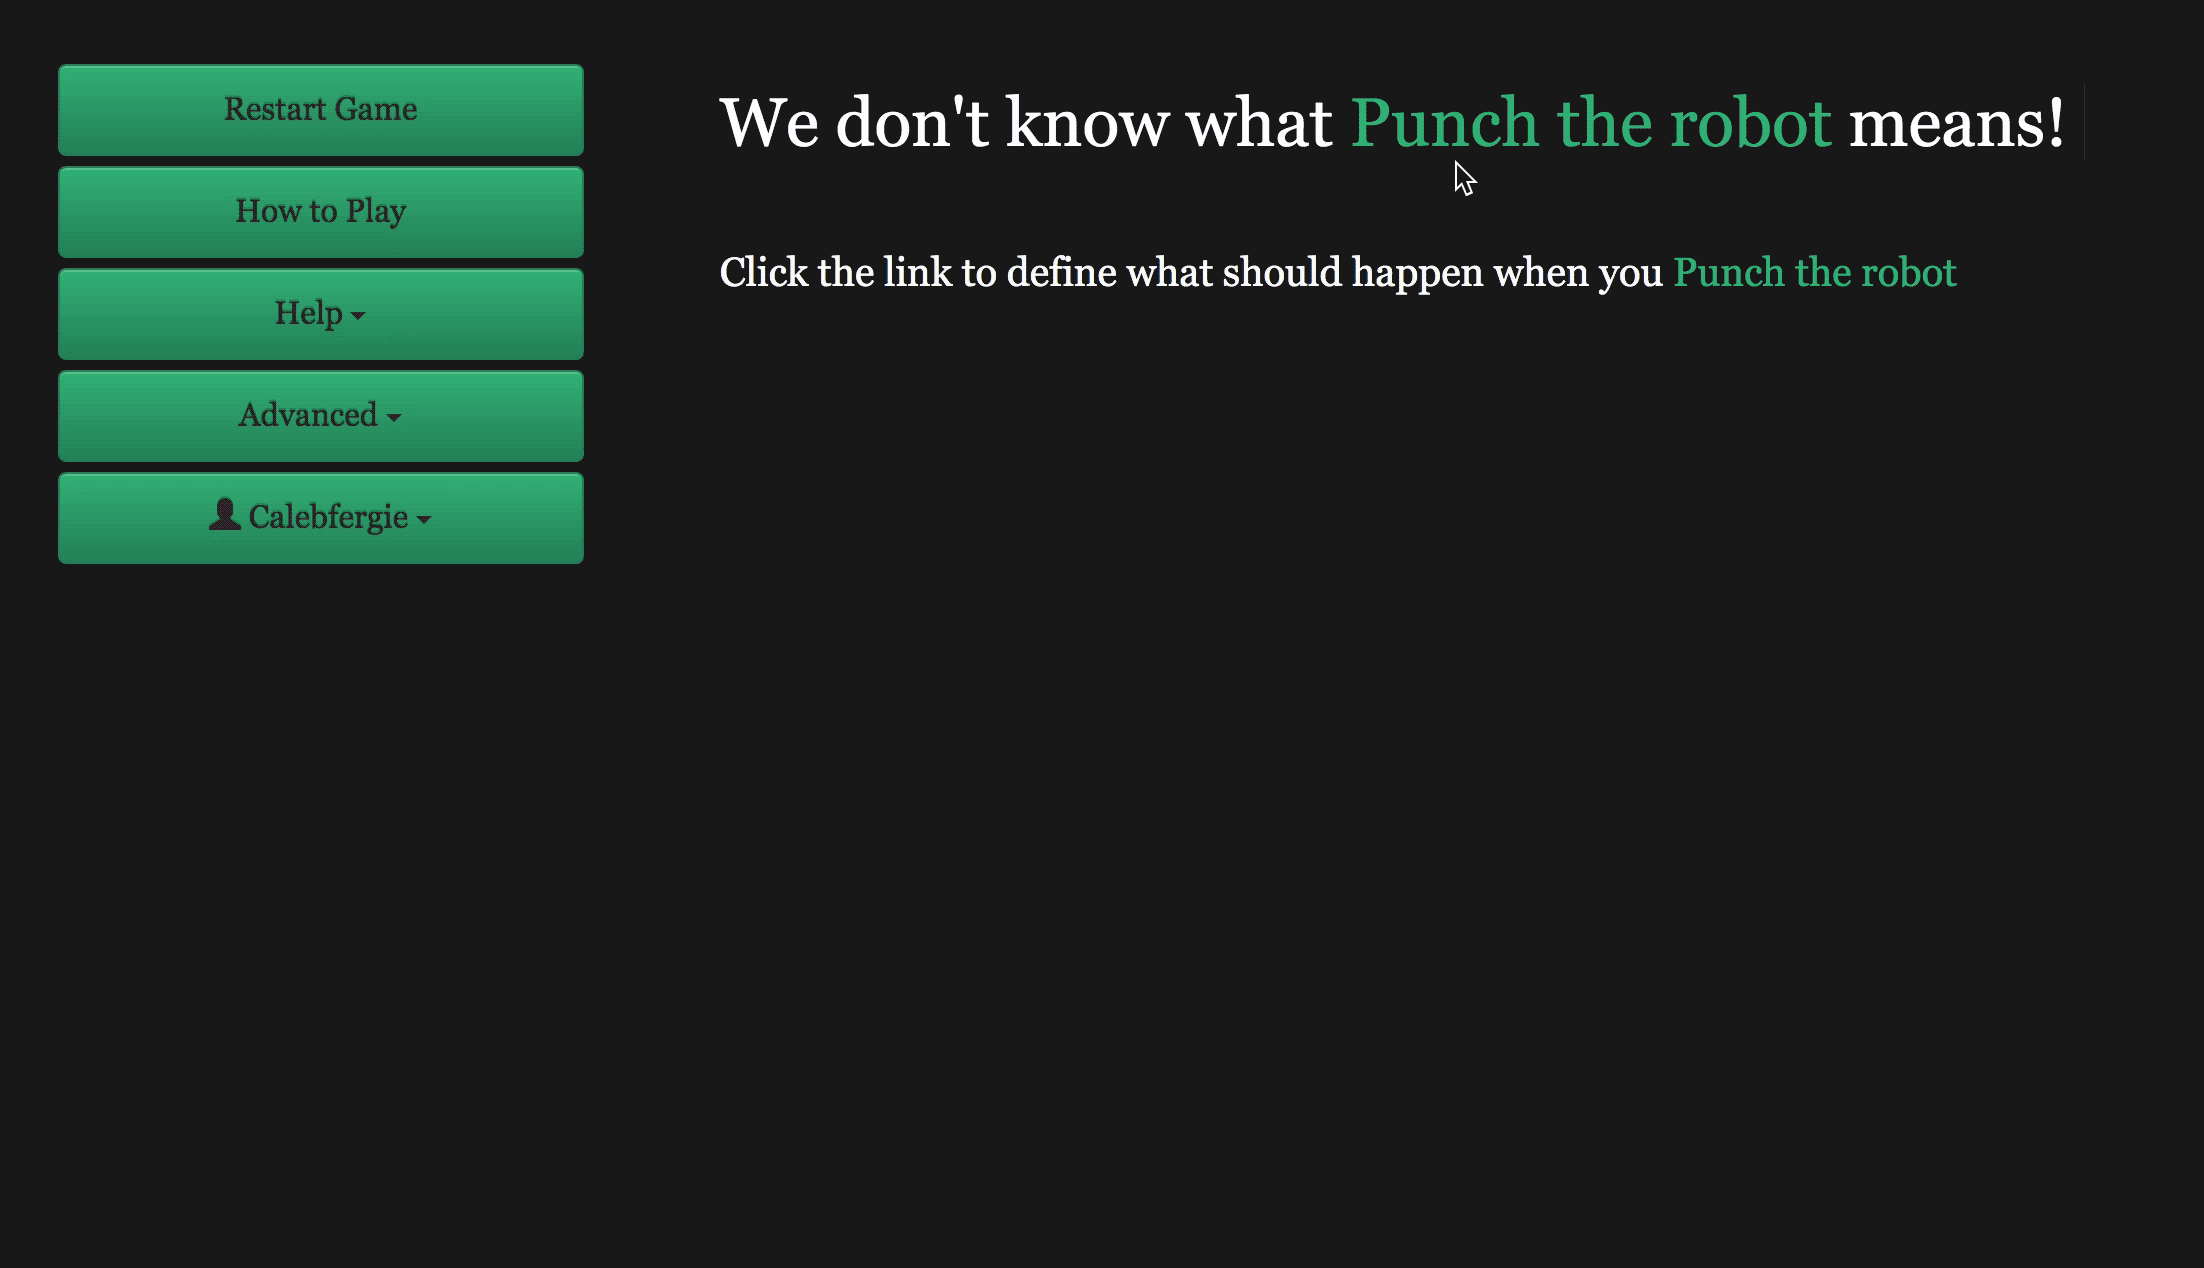 Restart Game
How to Play
Help
Advanced
Calebfergie
We don't know what Punch the robot means!
Click the link to define what should happen when you Punch the robot